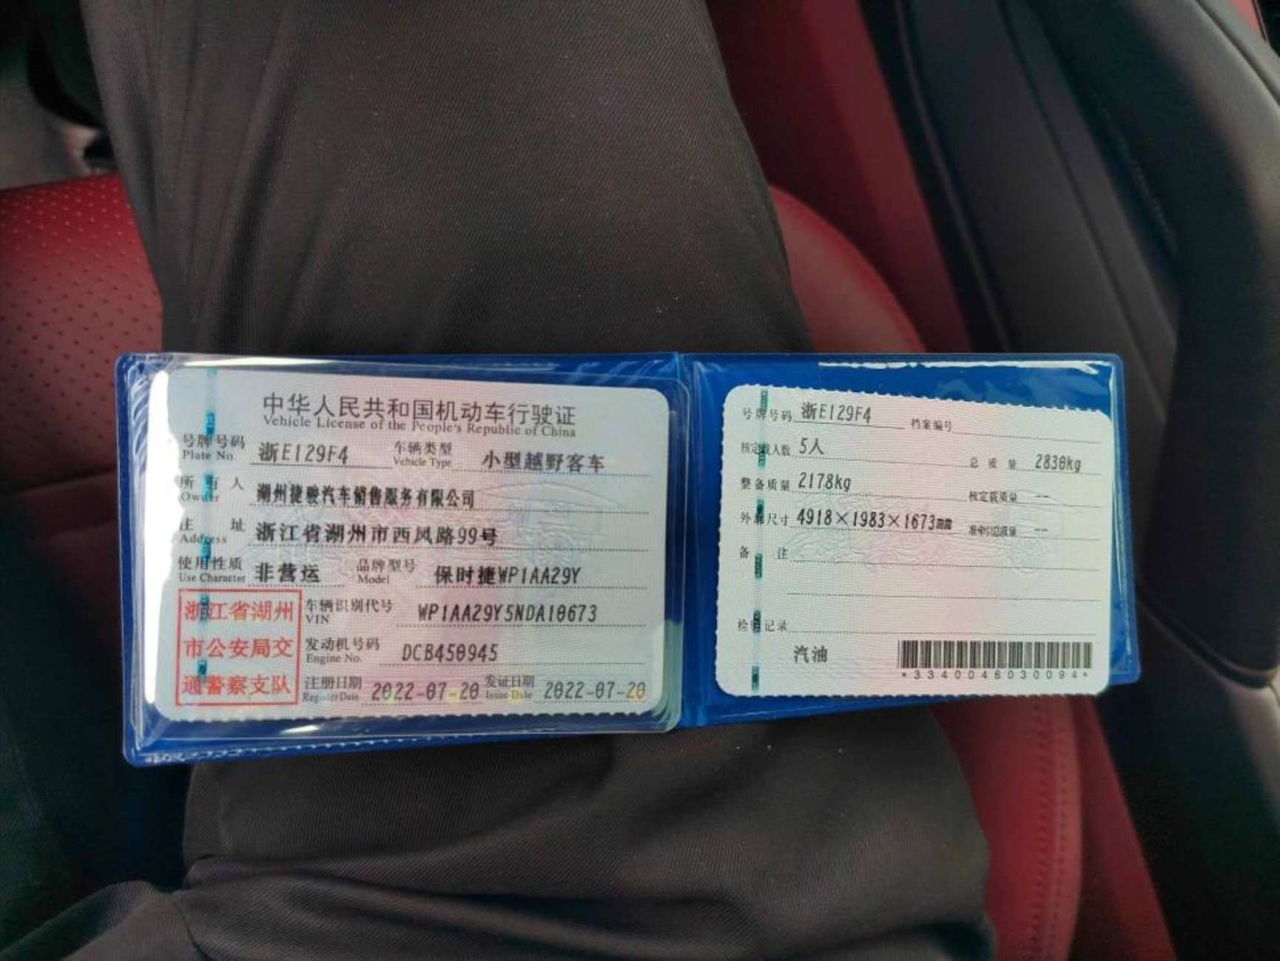 中华人民共和国机动车行驶证
Vehicle License of the People's Republic of China
号牌号码 浙E129F4 车辆类型 小型越野客车
Plate No. Vehicle Type
所有人 湖州捷骏汽车销售服务有限公司
Owner
住址 浙江省湖州市西凤路99号
Address
使用性质 非营运 品牌型号 保时捷WP1AA29Y
Use Character Model
浙江省湖州
市公安局交
通警察支队
车辆识别代号 WP1AA29Y5NDA10673
VIN
发动机号码 DCB450945
Engine No.
注册日期 2022-07-20 发证日期 2022-07-20
Register Date Issue Date
号牌号码 浙E129F4 档案编号
核定载人数 5人 总质量 2830kg
整备质量 2178kg 核定载质量 --
外廓尺寸 4918×1983×1673mm 准牵引总质量 --
备注
检验记录
汽油
*3340046030094*